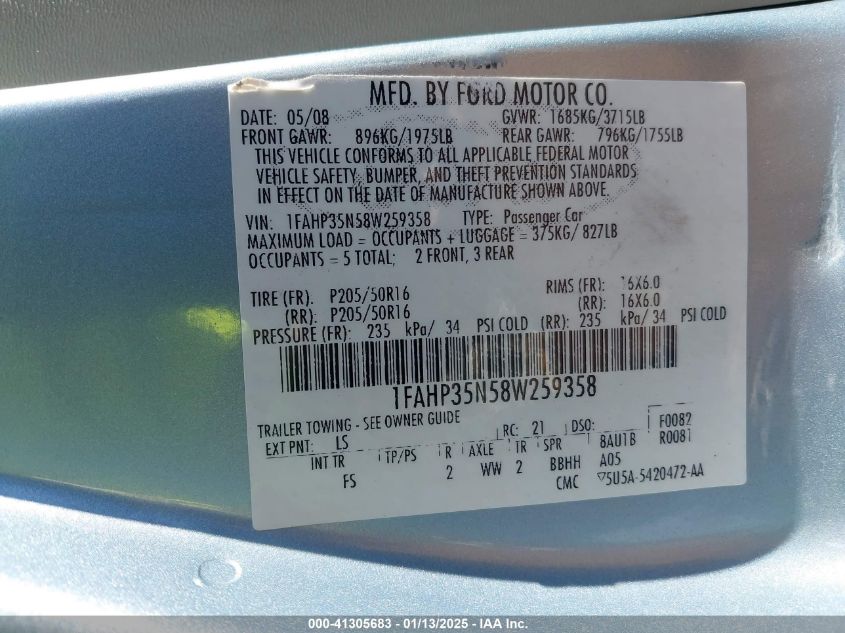 MFD. BY FORD MOTOR CO.
DATE: 05/08 GVWR: 1685KG/3715LB
FRONT GAWR: 896KG/1975LB REAR GAWR: 796KG/1755LB
THIS VEHICLE CONFORMS TO ALL APPLICABLE FEDERAL MOTOR
VEHICLE SAFETY, BUMPER, AND THEFT PREVENTION STANDARDS
IN EFFECT ON THE DATE OF MANUFACTURE SHOWN ABOVE.
VIN: 1FAHP35N58W259358 TYPE: Passenger Car
MAXIMUM LOAD = OCCUPANTS + LUGGAGE = 375KG/ 827LB
OCCUPANTS = 5 TOTAL; 2 FRONT, 3 REAR
TIRE (FR): P205/50R16 RIMS (FR): 16X6.0
(RR): P205/50R16 (RR): 16X6.0
PRESSURE (FR): 235 kPa/ 34 PSI COLD (RR): 235 kPa/ 34 PSI COLD
1FAHP35N58W259358
TRAILER TOWING - SEE OWNER GUIDE
EXT PNT: LS RC: 21 DSO: F0082
INT TR TP/PS R AXLE TR SPR 8AU1B R0081
FS 2 WW 2 BBHH A05
CMC 5U5A-5420472-AA
000-41305683 - 01/13/2025 - IAA Inc.